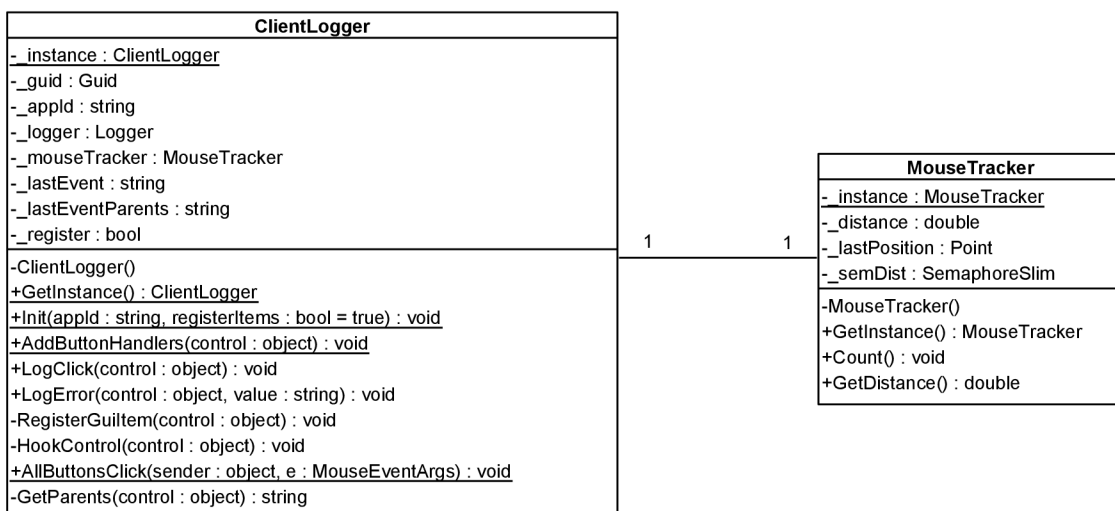 ClientLogger
-_instance : ClientLogger
-_guid : Guid
-_appId : string
-_logger : Logger
-_mouseTracker : MouseTracker
-_lastEvent : string
-_lastEventParents : string
-_register : bool
-ClientLogger()
+GetInstance() : ClientLogger
+Init(appId : string, registerItems : bool = true) : void
+AddButtonHandlers(control : object) : void
+LogClick(control : object) : void
+LogError(control : object, value : string) : void
-RegisterGuiItem(control : object) : void
-HookControl(control : object) : void
+AllButtonsClick(sender : object, e : MouseEventArgs) : void
-GetParents(control : object) : string
1
1
MouseTracker
-_instance : MouseTracker
-_distance : double
-_lastPosition : Point
-_semDist : SemaphoreSlim
-MouseTracker()
+GetInstance() : MouseTracker
+Count() : void
+GetDistance() : double